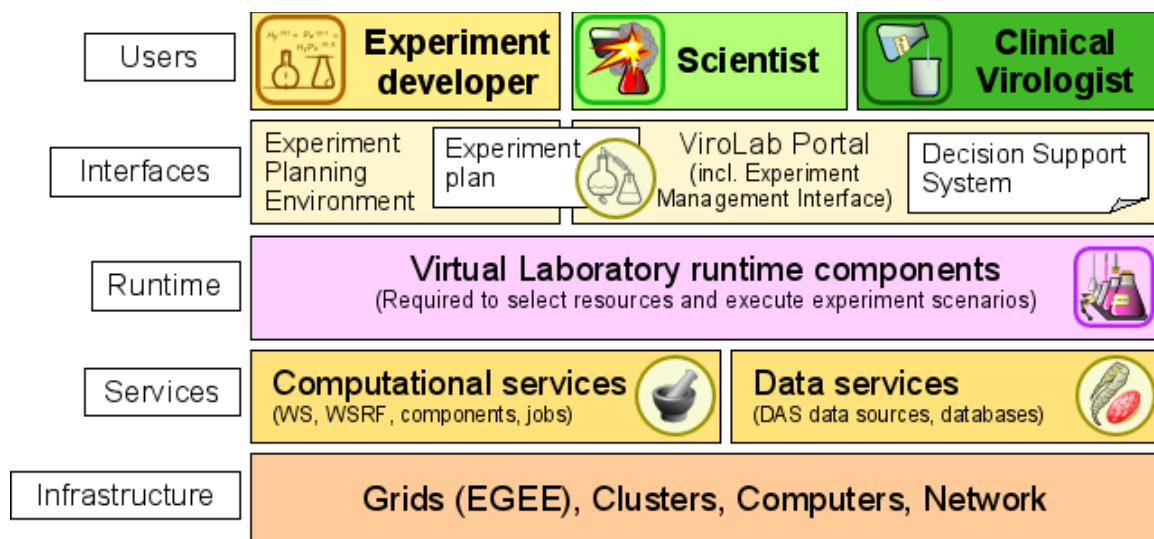 Users
Experiment
developer
Scientist
Clinical
Virologist
Interfaces
Experiment
Planning
Environment
Experiment
plan
ViroLab Portal
(incl. Experiment
Management Interface)
Decision Support
System
Runtime
Virtual Laboratory runtime components
(Required to select resources and execute experiment scenarios)
Services
Computational services
(WS, WSRF, components, jobs)
Data services
(DAS data sources, databases)
Infrastructure
Grids (EGEE), Clusters, Computers, Network